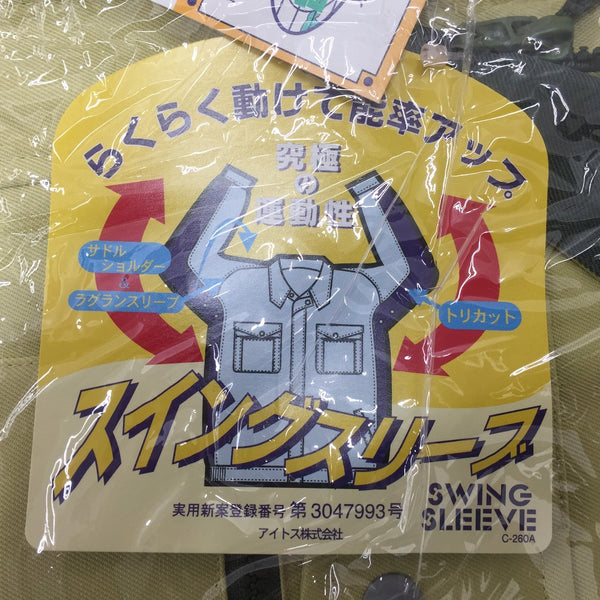 らくらく動けて能率アップ。
究極
の
運動性
サドル
ショルダー
&
ラグランスリーブ
トリカット
スイングスリーブ
実用新案登録番号 第3047993号
アイトス株式会社
SWING
SLEEVE
C-260A